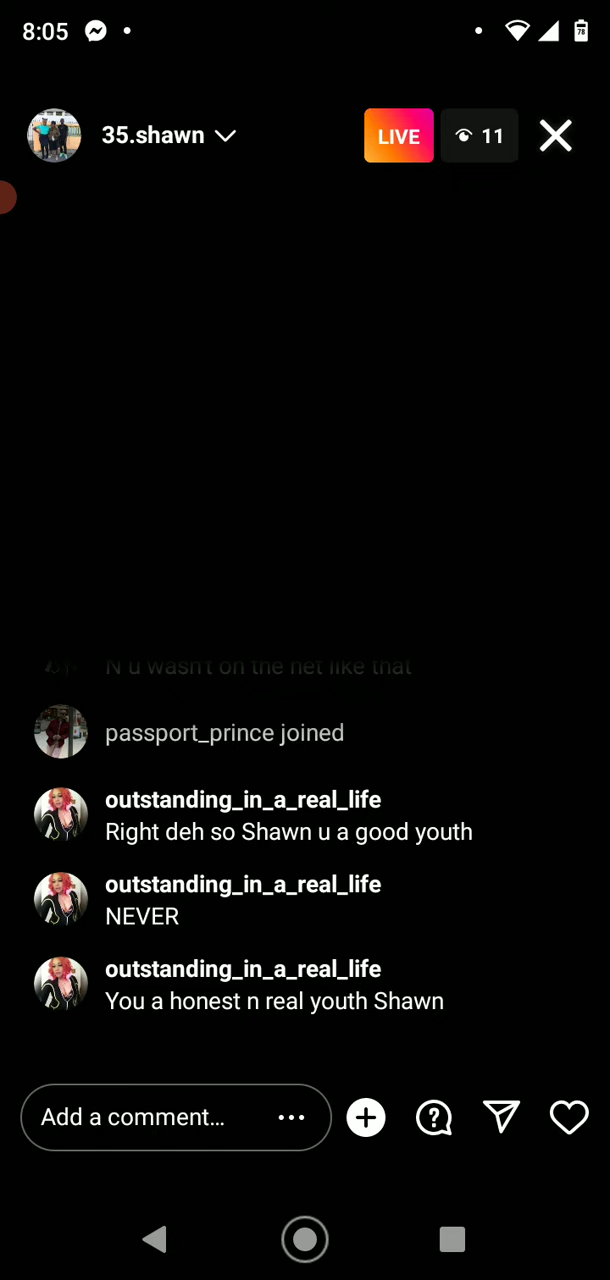 8:05
78
35.shawn
LIVE
11
N u wasn't on the net like that
passport_prince joined
outstanding_in_a_real_life
Right deh so Shawn u a good youth
outstanding_in_a_real_life
NEVER
outstanding_in_a_real_life
You a honest n real youth Shawn
Add a comment...